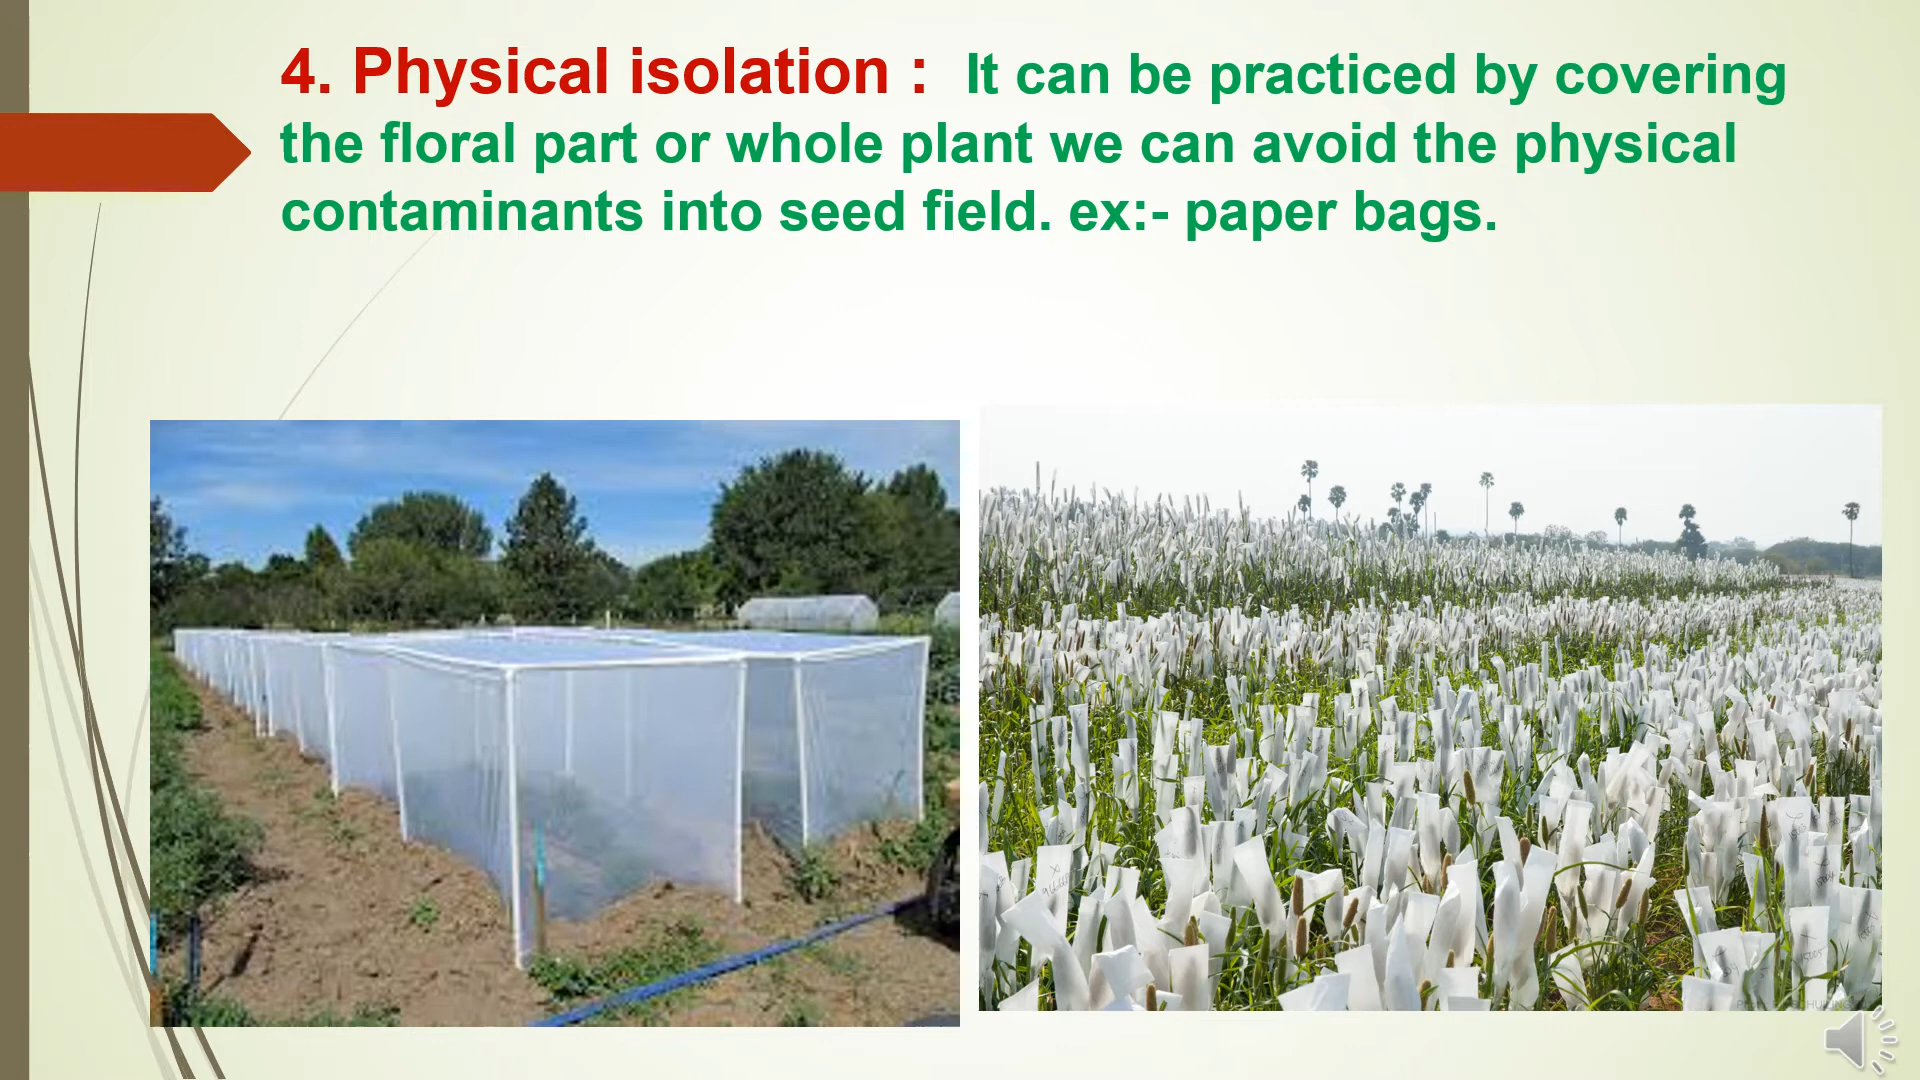 4. Physical isolation : It can be practiced by covering
the floral part or whole plant we can avoid the physical
contaminants into seed field. ex:- paper bags.